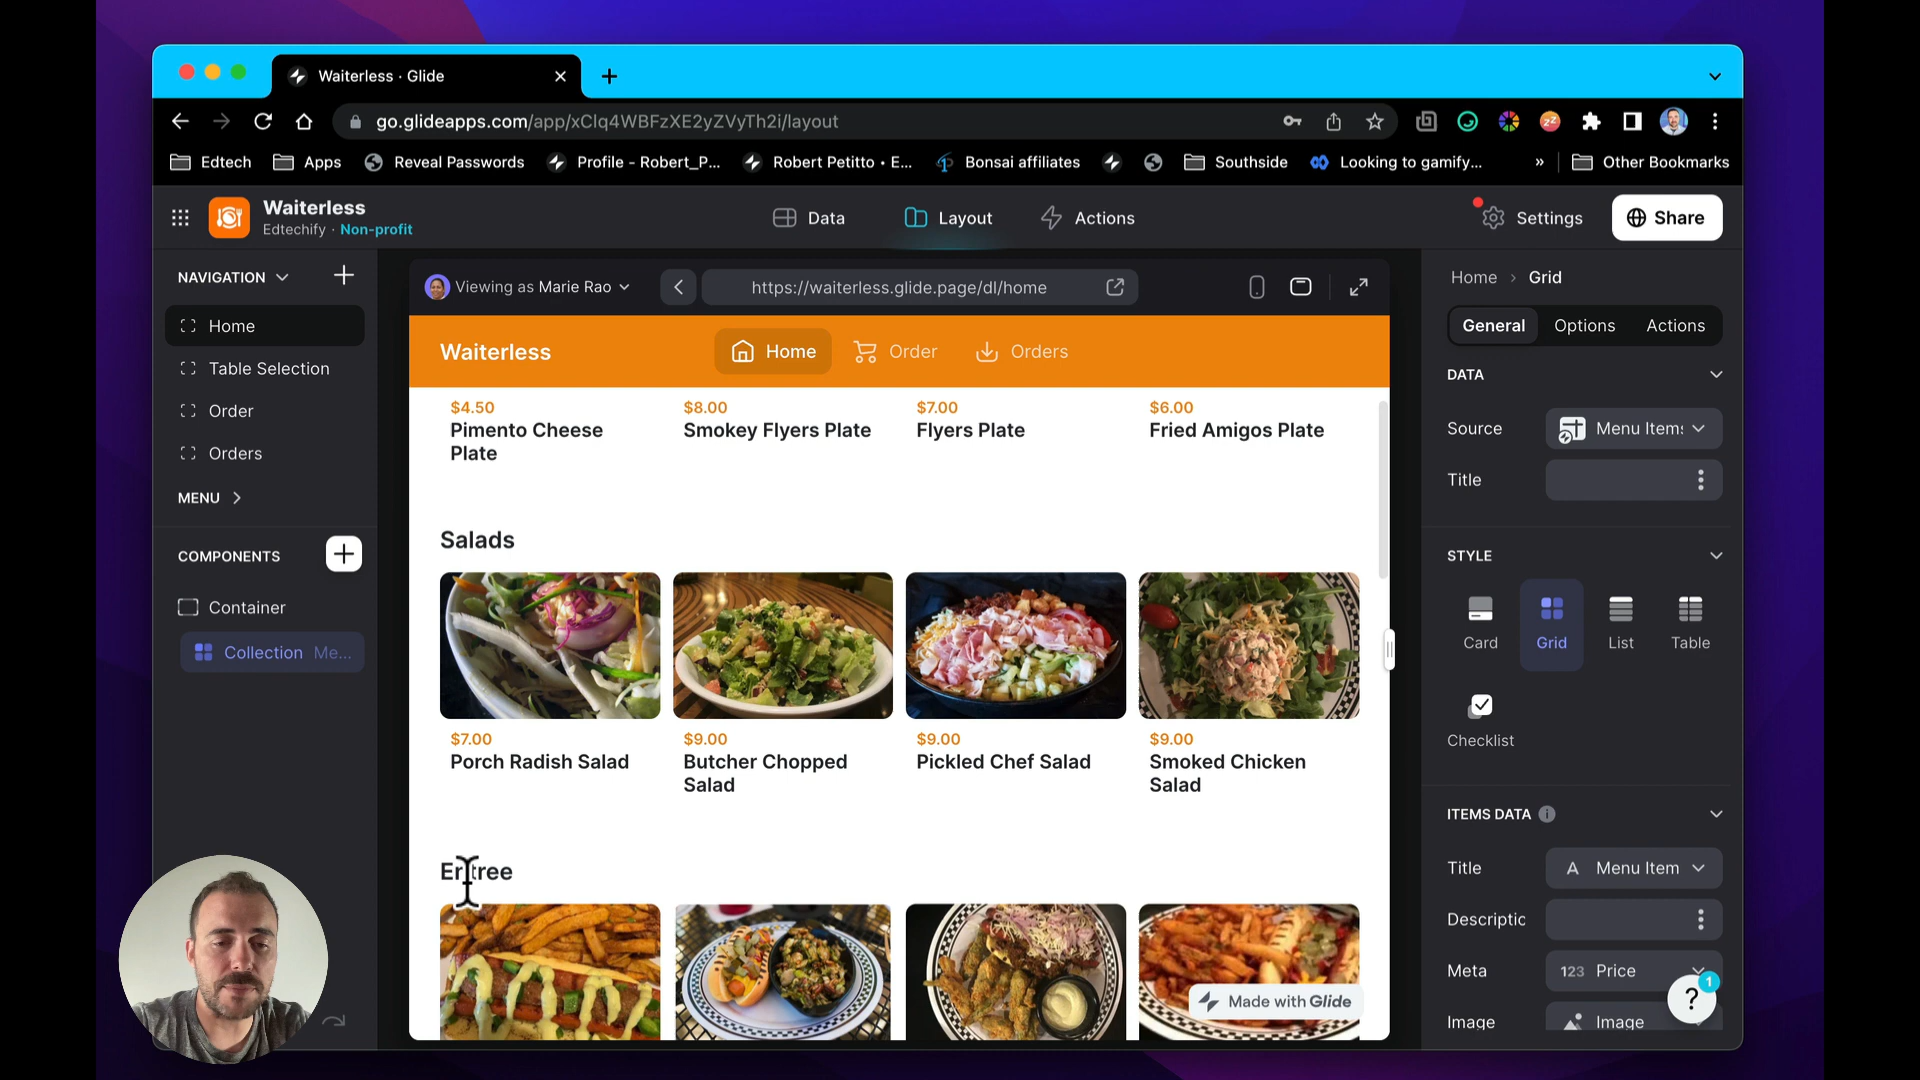 Waiterless · Glide
go.glideapps.com/app/xClq4WBFzXE2yZVyTh2i/layout
Edtech
Apps
Reveal Passwords
Profile - Robert_P...
Robert Petitto • E...
Bonsai affiliates
Southside
Looking to gamify,...
»
Other Bookmarks
Waiterless
Edtechify · Non-profit
Data
Layout
Actions
Settings
Share
NAVIGATION
Home
Table Selection
Order
Orders
MENU
COMPONENTS
Container
Collection Me...
Viewing as Marie Rao
https://waiterless.glide.page/dl/home
Waiterless
Home
Order
Orders
$4.50
Pimento Cheese
Plate
$8.00
Smokey Flyers Plate
$7.00
Flyers Plate
$6.00
Fried Amigos Plate
Salads
$7.00
Porch Radish Salad
$9.00
Butcher Chopped
Salad
$9.00
Pickled Chef Salad
$9.00
Smoked Chicken
Salad
Entree
Made with Glide
Home > Grid
General
Options
Actions
DATA
Source
Menu Items
Title
STYLE
Card
Grid
List
Table
Checklist
ITEMS DATA
Title
A Menu Item
Descriptic
Meta
123 Price
Image
Image
1
?